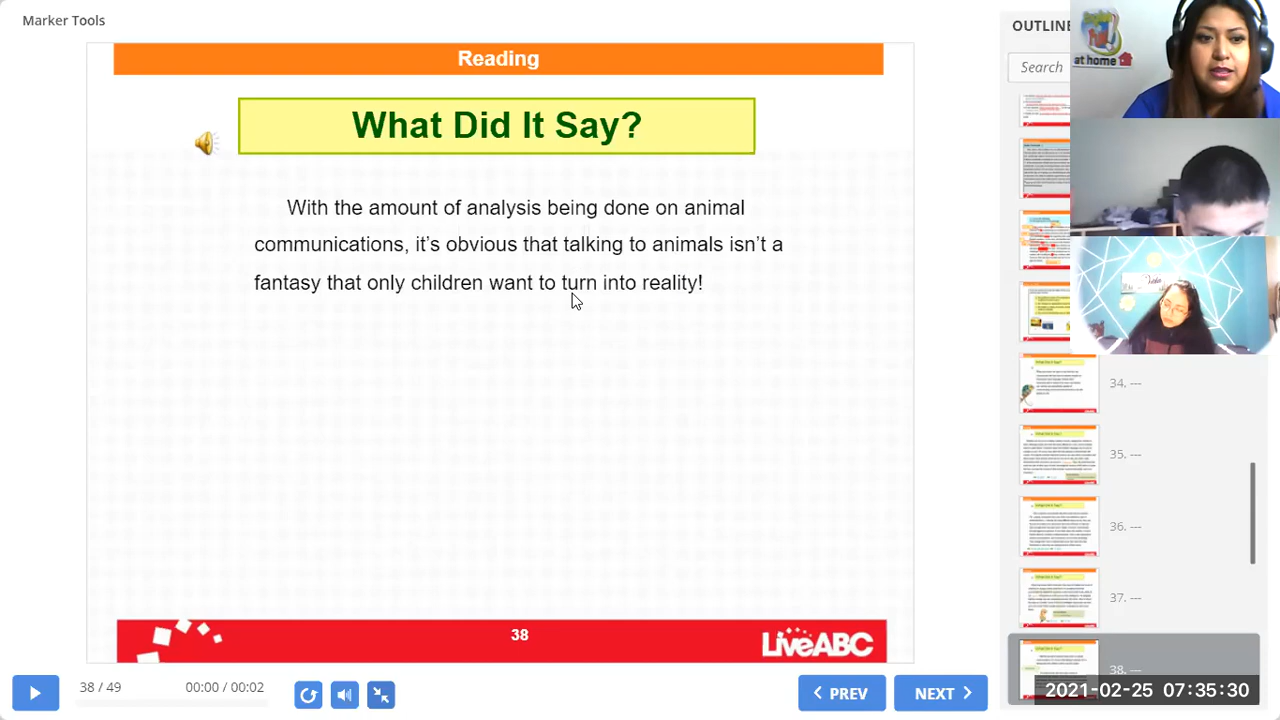 Marker Tools
Reading
What Did It Say?
With the amount of analysis being done on animal
communications, it's obvious that talking to animals isn't a
fantasy that only children want to turn into reality!
38
LiveABC
38 / 49
00:00 / 00:02
PREV
NEXT
OUTLINE
Search
34. ---
35. ---
36. ---
37. ---
38. ---
at home
2021-02-25 07:35:30